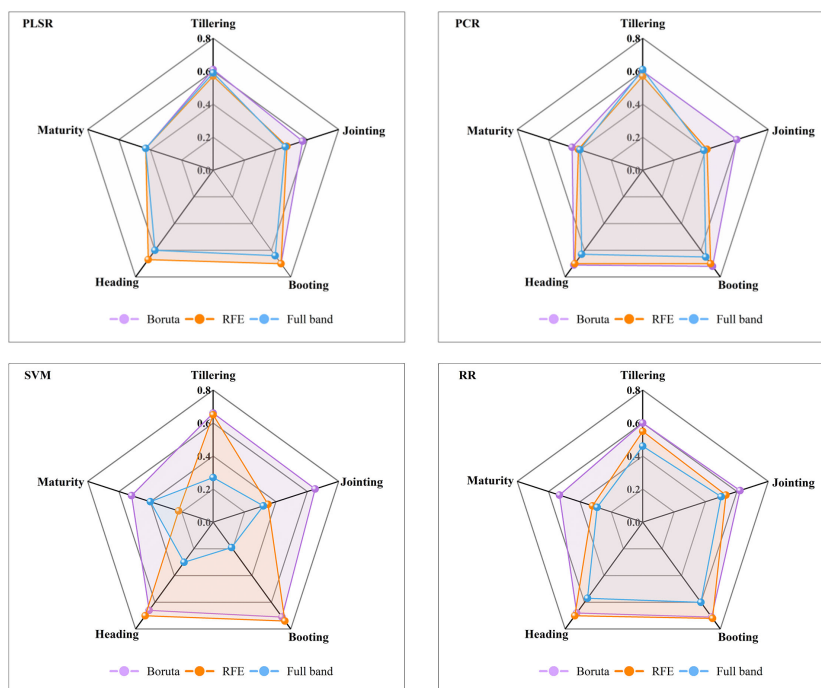 PLSR
Tillering
0.8
0.6
0.4
0.2
0.0
Maturity
Jointing
Heading
Booting
Boruta RFE Full band
PCR
Tillering
0.8
0.6
0.4
0.2
0.0
Maturity
Jointing
Heading
Booting
Boruta RFE Full band
SVM
Tillering
0.8
0.6
0.4
0.2
0.0
Maturity
Jointing
Heading
Booting
Boruta RFE Full band
RR
Tillering
0.8
0.6
0.4
0.2
0.0
Maturity
Jointing
Heading
Booting
Boruta RFE Full band